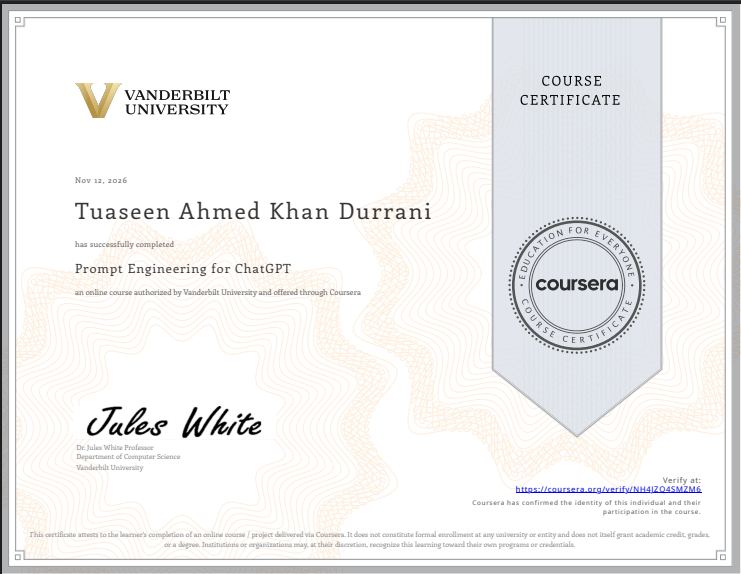 VANDERBILT
UNIVERSITY
COURSE
CERTIFICATE
Nov 12, 2026
Tuaseen Ahmed Khan Durrani
has successfully completed
Prompt Engineering for ChatGPT
an online course authorized by Vanderbilt University and offered through Coursera
EDUCATION FOR EVERYONE
coursera
COURSE CERTIFICATE
Jules White
Dr. Jules White Professor
Department of Computer Science
Vanderbilt University
Verify at:
https://coursera.org/verify/NH4JZO4SMZM6
Coursera has confirmed the identity of this individual and their
participation in the course.
This certificate attests to the learner's completion of an online course / project delivered via Coursera. It does not constitute formal enrollment at any university or entity and does not itself grant academic credit, grades,
or a degree. Institutions or organizations may, at their discretion, recognize this learning toward their own programs or credentials.